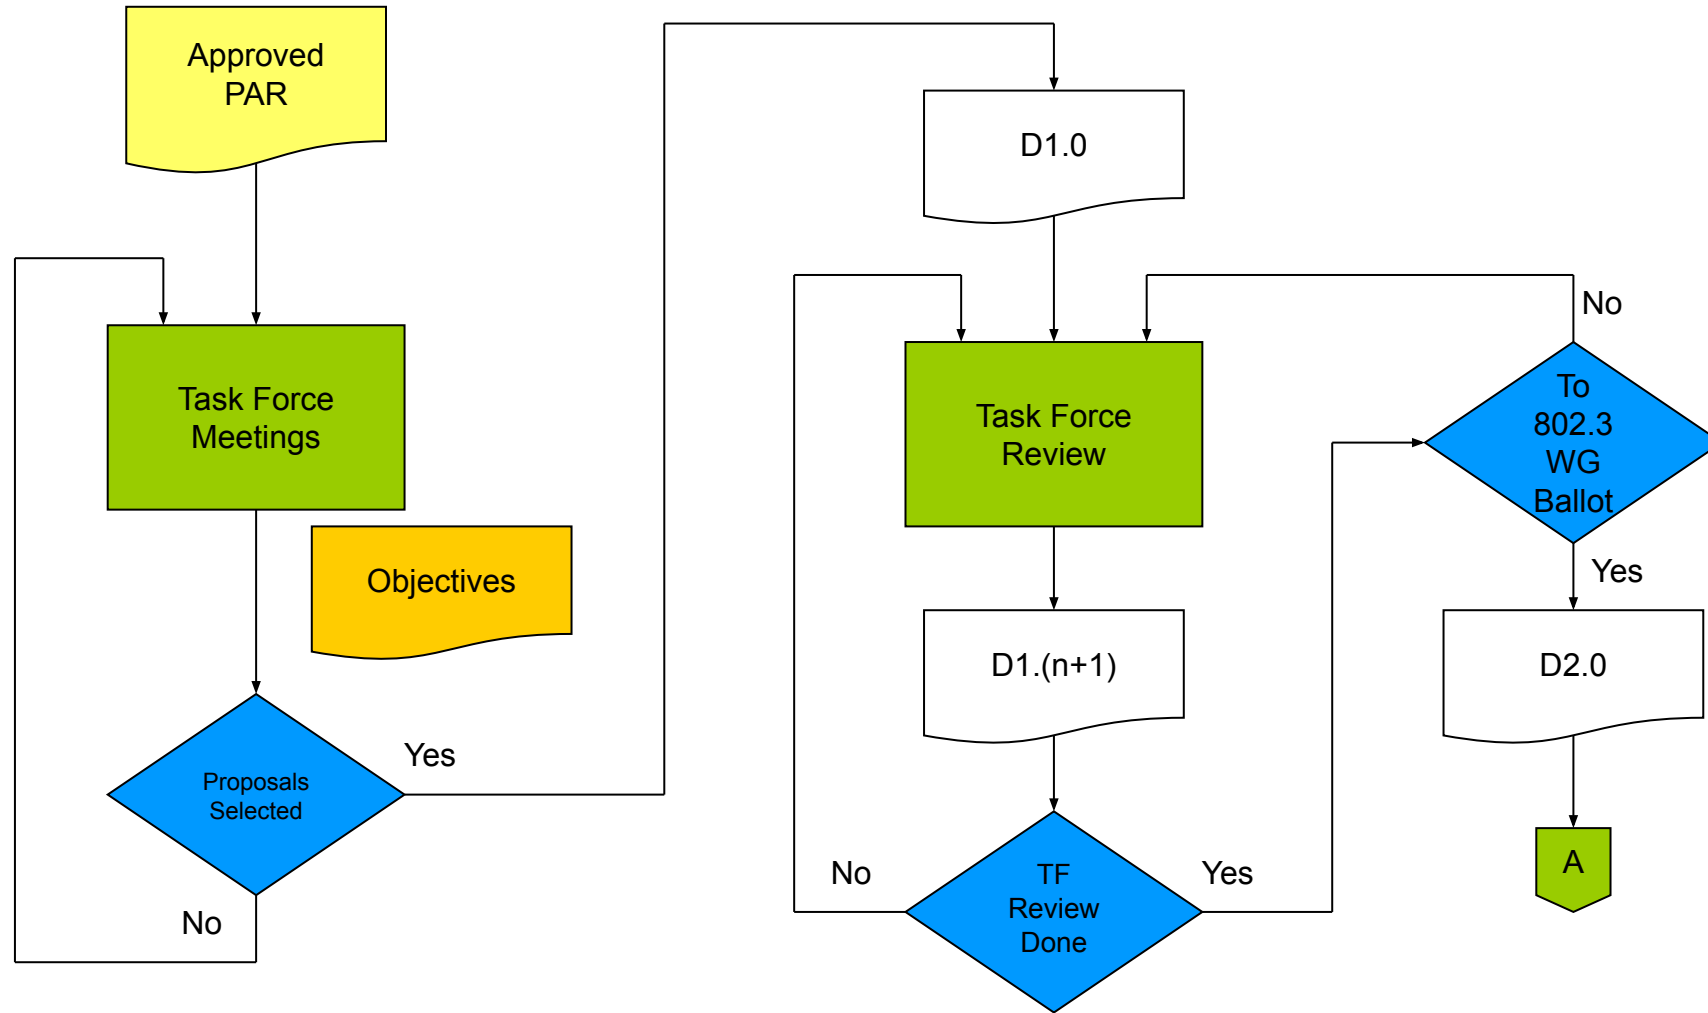 Approved
PAR
Task Force
Meetings
Objectives
Proposals
Selected
Yes
No
D1.0
Task Force
Review
D1.(n+1)
TF
Review
Done
No
Yes
To
802.3
WG
Ballot
No
Yes
D2.0
A